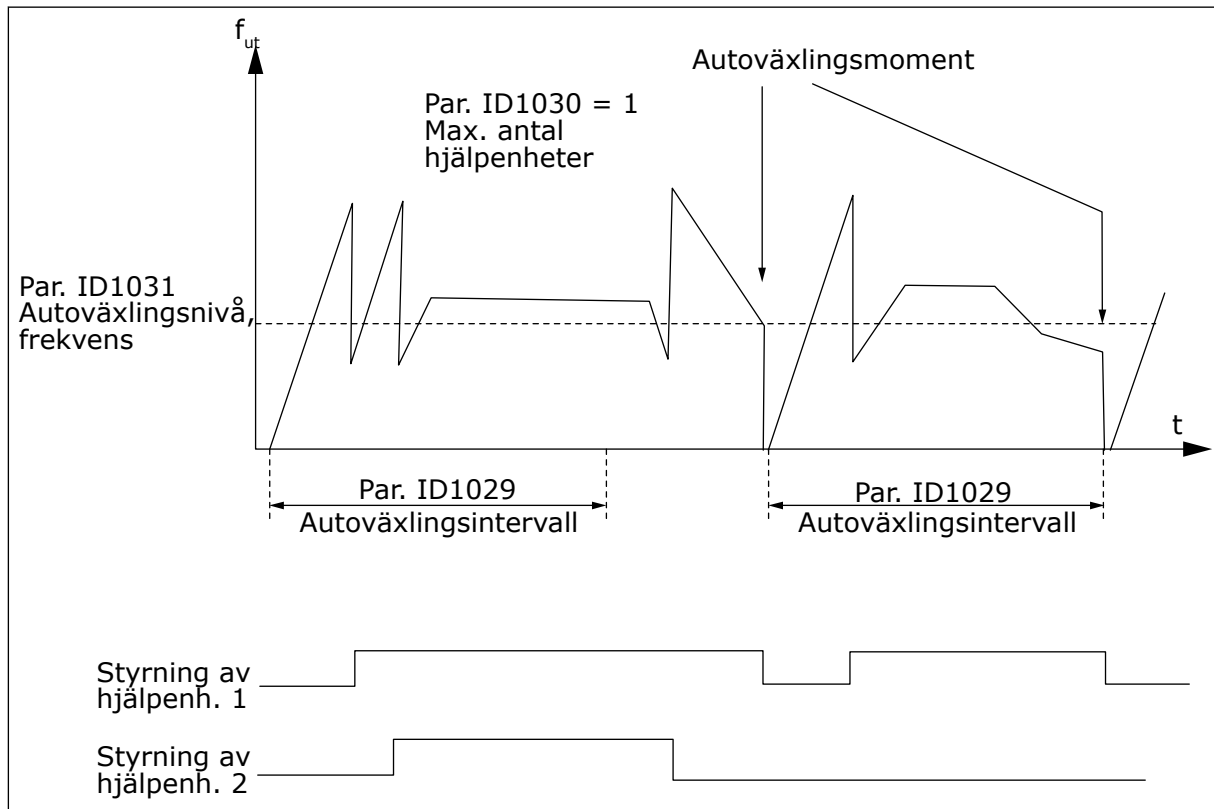 f_ut
Autoväxlingsmoment
Par. ID1030 = 1
Max. antal
hjälpenheter
Par. ID1031
Autoväxlingsnivå,
frekvens
t
Par. ID1029
Autoväxlingsintervall
Par. ID1029
Autoväxlingsintervall
Styrning av
hjälpenh. 1
Styrning av
hjälpenh. 2